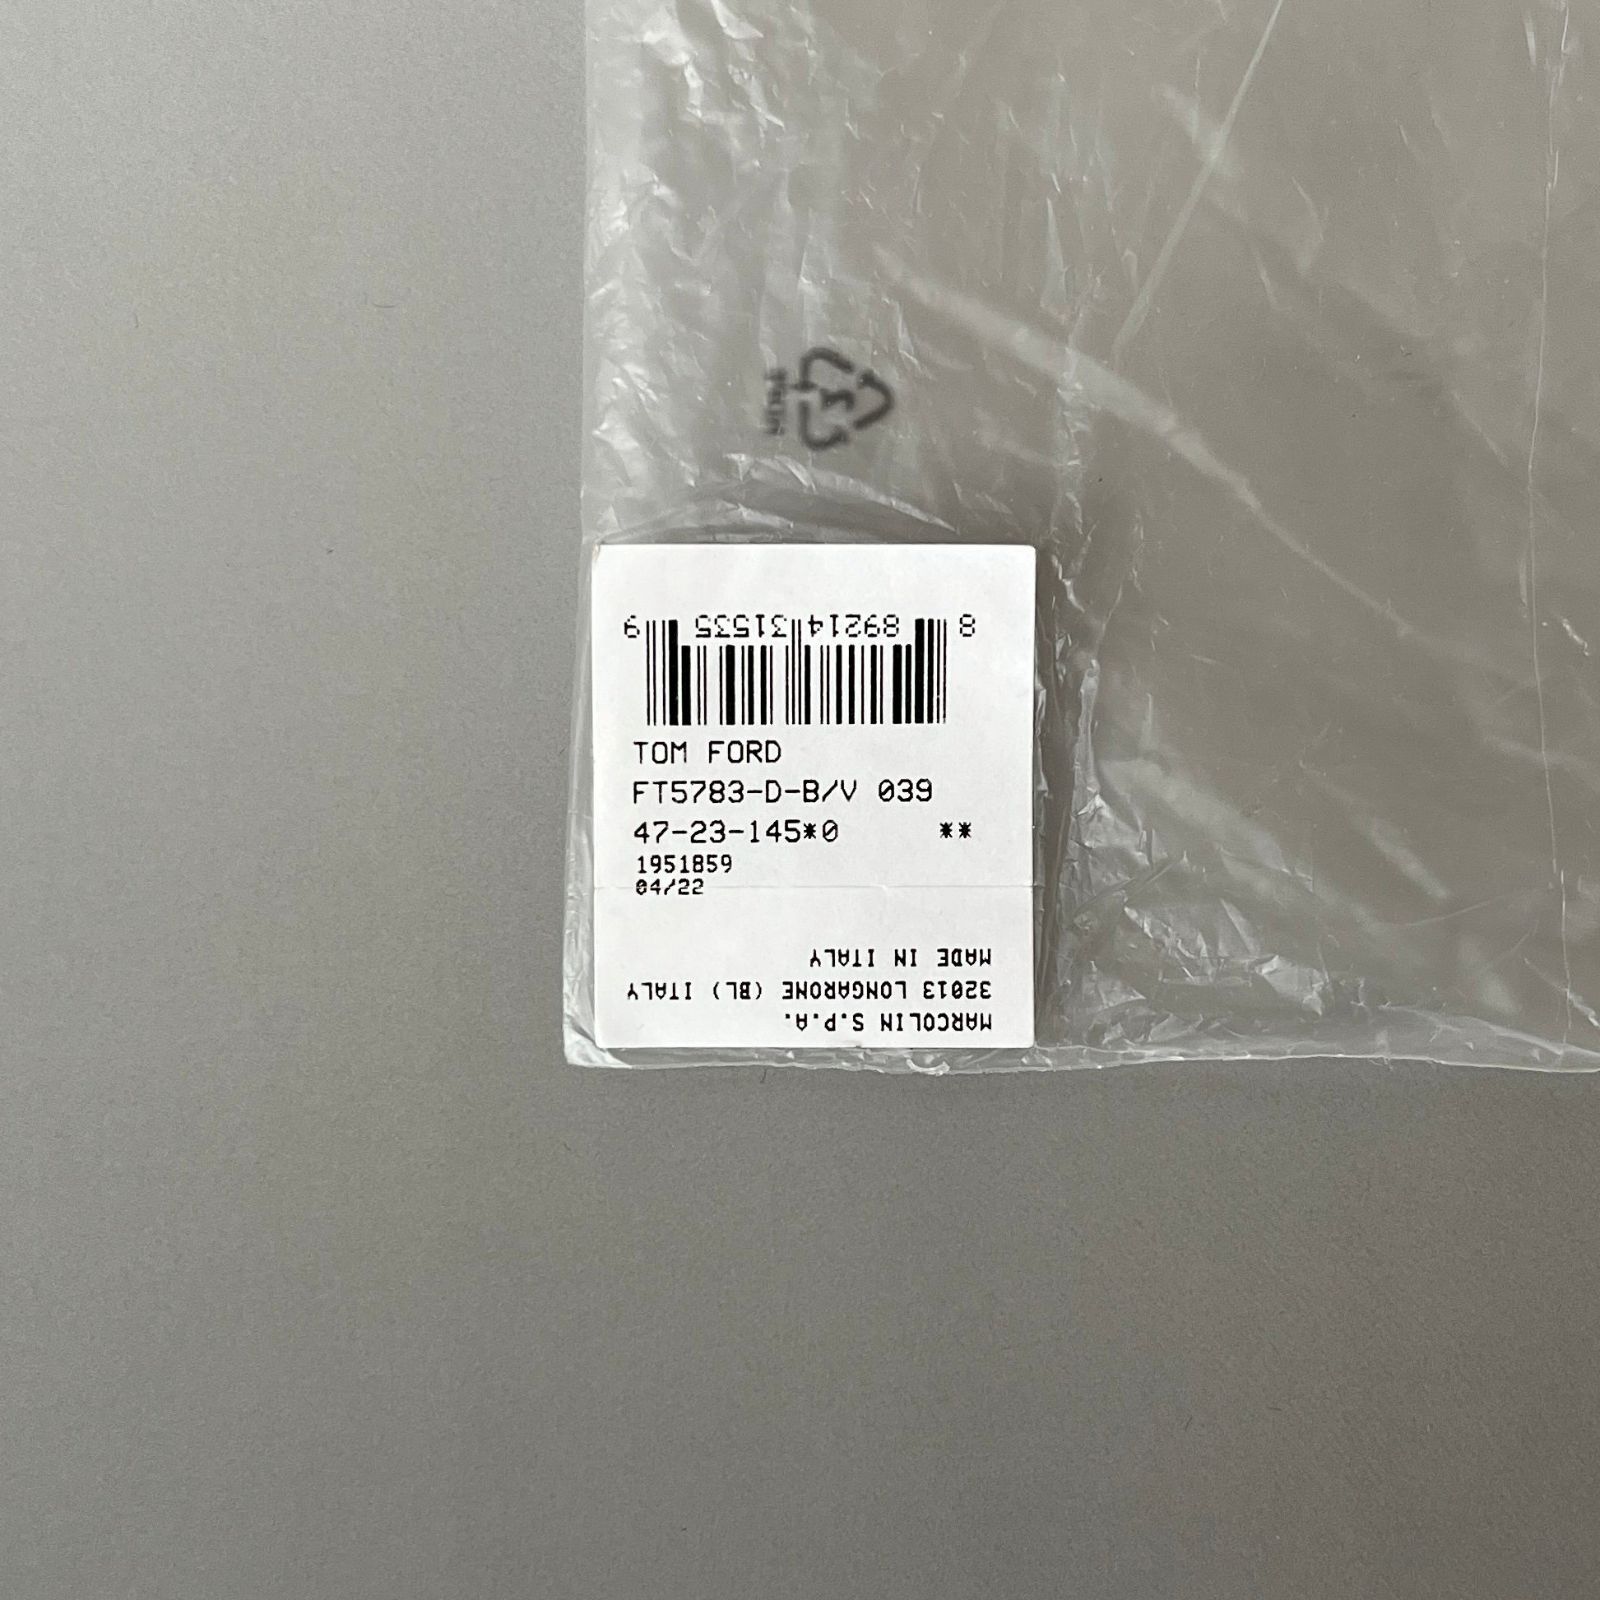 8 89214 31535 9
TOM FORD
FT5783-D-B/V 039
47-23-145*0 **
1951859
04/22
MARCOLIN S.P.A.
32013 LONGARONE (BL) ITALY
MADE IN ITALY